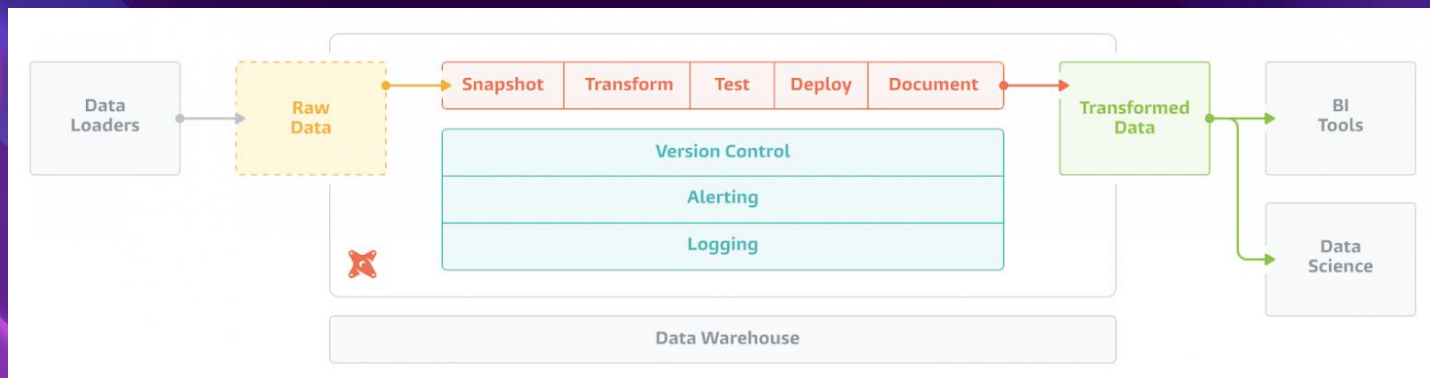 Data
Loaders
Raw
Data
Snapshot
Transform
Test
Deploy
Document
Version Control
Alerting
Logging
Transformed
Data
BI
Tools
Data
Science
Data Warehouse